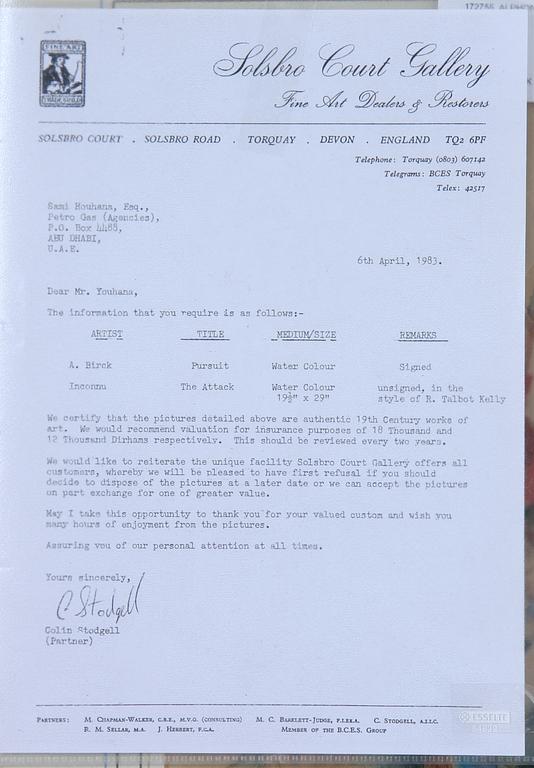 172756 ALPHON
FINE ART
TRADE GUILD
Solsbro Court Gallery
Fine Art Dealers & Restorers
SOLSBRO COURT . SOLSBRO ROAD . TORQUAY . DEVON . ENGLAND TQ2 6PF
Telephone: Torquay (0803) 607142
Telegrams: BCES Torquay
Telex: 42517
Sami Houhana, Esq.,
Petro Gas (Agencies),
P.O. Box 4488,
ABU DHABI,
U.A.E.
6th April, 1983.
Dear Mr. Youhana,
The information that you require is as follows:-
ARTIST TITLE MEDIUM/SIZE REMARKS
A. Birck Pursuit Water Colour Signed
Inconnu The Attack Water Colour unsigned, in the
19½" x 29" style of R. Talbot Kelly
We certify that the pictures detailed above are authentic 19th Century works of
art. We would recommend valuation for insurance purposes of 18 Thousand and
12 Thousand Dirhams respectively. This should be reviewed every two years.
We would like to reiterate the unique facility Solsbro Court Gallery offers all
customers, whereby we will be pleased to have first refusal if you should
decide to dispose of the pictures at a later date or we can accept the pictures
on part exchange for one of greater value.
May I take this opportunity to thank you for your valued custom and wish you
many hours of enjoyment from the pictures.
Assuring you of our personal attention at all times.
Yours sincerely,
C Stodgell
Colin Stodgell
(Partner)
PARTNERS: M. CHAPMAN-WALKER, C.B.E., M.V.O. (CONSULTING) M. C. BARTLETT-JUDGE, F.I.E.R.A. C. STODGELL, A.I.I.C.
R. M. SELLAR, M.A. J. HERBERT, F.C.A. MEMBER OF THE B.C.E.S. GROUP
ESSELTE